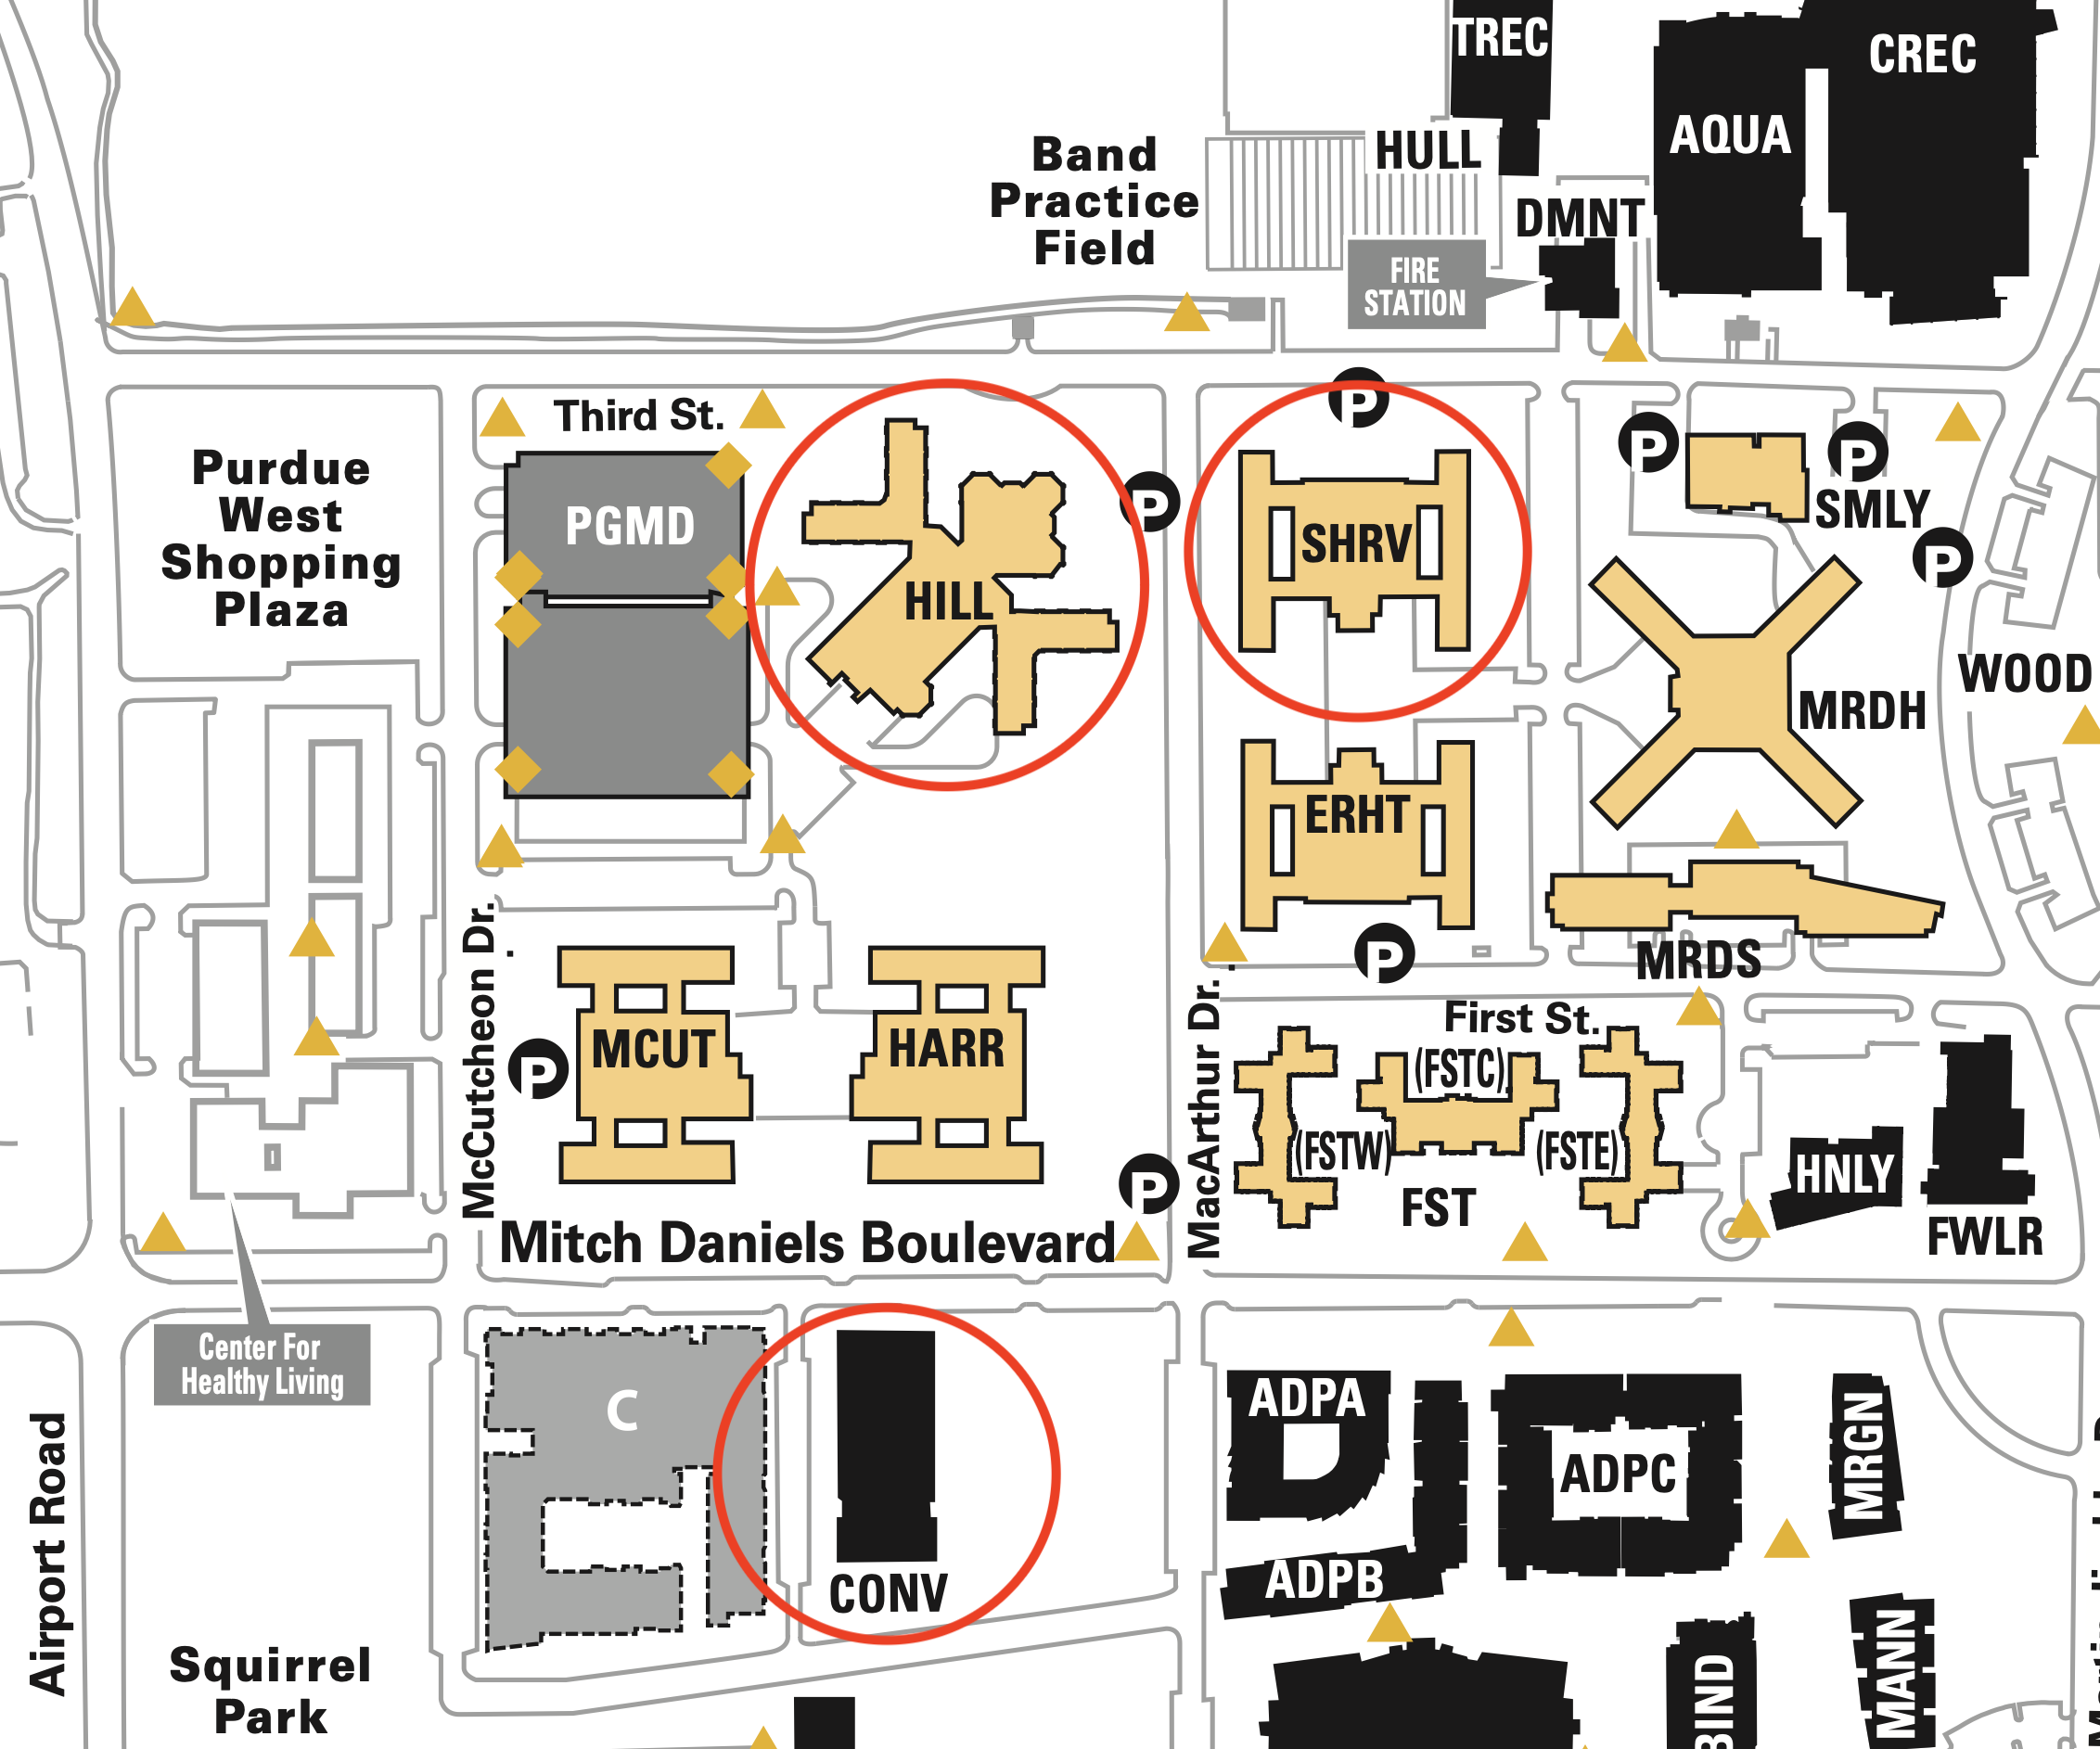 TREC
CREC
AQUA
HULL
Band
Practice
Field
DMNT
FIRE
STATION
P
Third St.
Purdue
West
Shopping
Plaza
PGMD
HILL
P
SHRV
P
P
SMLY
P
WOOD
MRDH
ERHT
MRDS
P
McCutcheon Dr.
MCUT
HARR
P
MacArthur Dr.
First St.
(FSTC)
(FSTW)
(FSTE)
FST
HNLY
FWLR
P
Mitch Daniels Boulevard
Center For
Healthy Living
C
CONV
ADPA
ADPC
MRGN
ADPB
Airport Road
Squirrel
Park
BIND
MANN